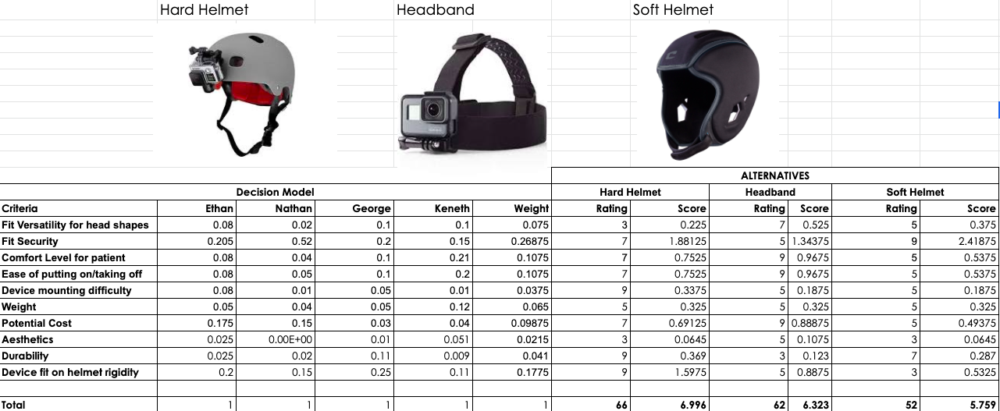 Hard Helmet Headband Soft Helmet
ALTERNATIVES
Decision Model Hard Helmet Headband Soft Helmet
Criteria Ethan Nathan George Keneth Weight Rating Score Rating Score Rating Score
Fit Versatility for head shapes 0.08 0.02 0.1 0.1 0.075 3 0.225 7 0.525 5 0.375
Fit Security 0.205 0.52 0.2 0.15 0.26875 7 1.88125 5 1.34375 9 2.41875
Comfort Level for patient 0.08 0.04 0.1 0.21 0.1075 7 0.7525 9 0.9675 5 0.5375
Ease of putting on/taking off 0.08 0.05 0.1 0.2 0.1075 7 0.7525 9 0.9675 5 0.5375
Device mounting difficulty 0.08 0.01 0.05 0.01 0.0375 9 0.3375 5 0.1875 5 0.1875
Weight 0.05 0.04 0.05 0.12 0.065 5 0.325 5 0.325 5 0.325
Potential Cost 0.175 0.15 0.03 0.04 0.09875 7 0.69125 9 0.88875 5 0.49375
Aesthetics 0.025 0.00E+00 0.01 0.051 0.0215 3 0.0645 5 0.1075 3 0.0645
Durability 0.025 0.02 0.11 0.009 0.041 9 0.369 3 0.123 7 0.287
Device fit on helmet rigidity 0.2 0.15 0.25 0.11 0.1775 9 1.5975 5 0.8875 3 0.5325
Total 1 1 1 1 1 66 6.996 62 6.323 52 5.759